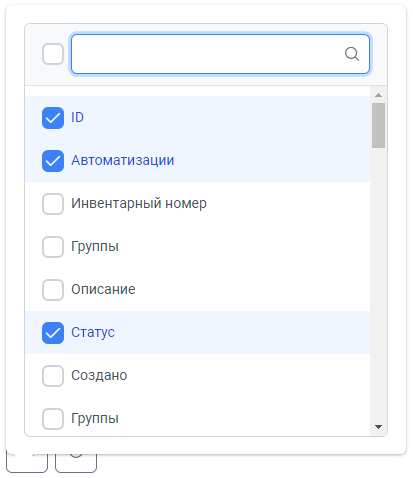 ID
Автоматизации
Инвентарный номер
Группы
Описание
Статус
Создано
Группы